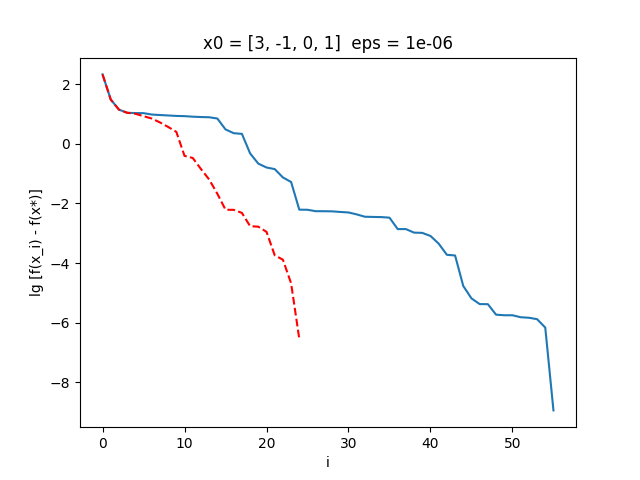 x0 = [3, -1, 0, 1]  eps = 1e-06
lg [f(x_i) - f(x*)]
2
0
−2
−4
−6
−8
0 10 20 30 40 50
i